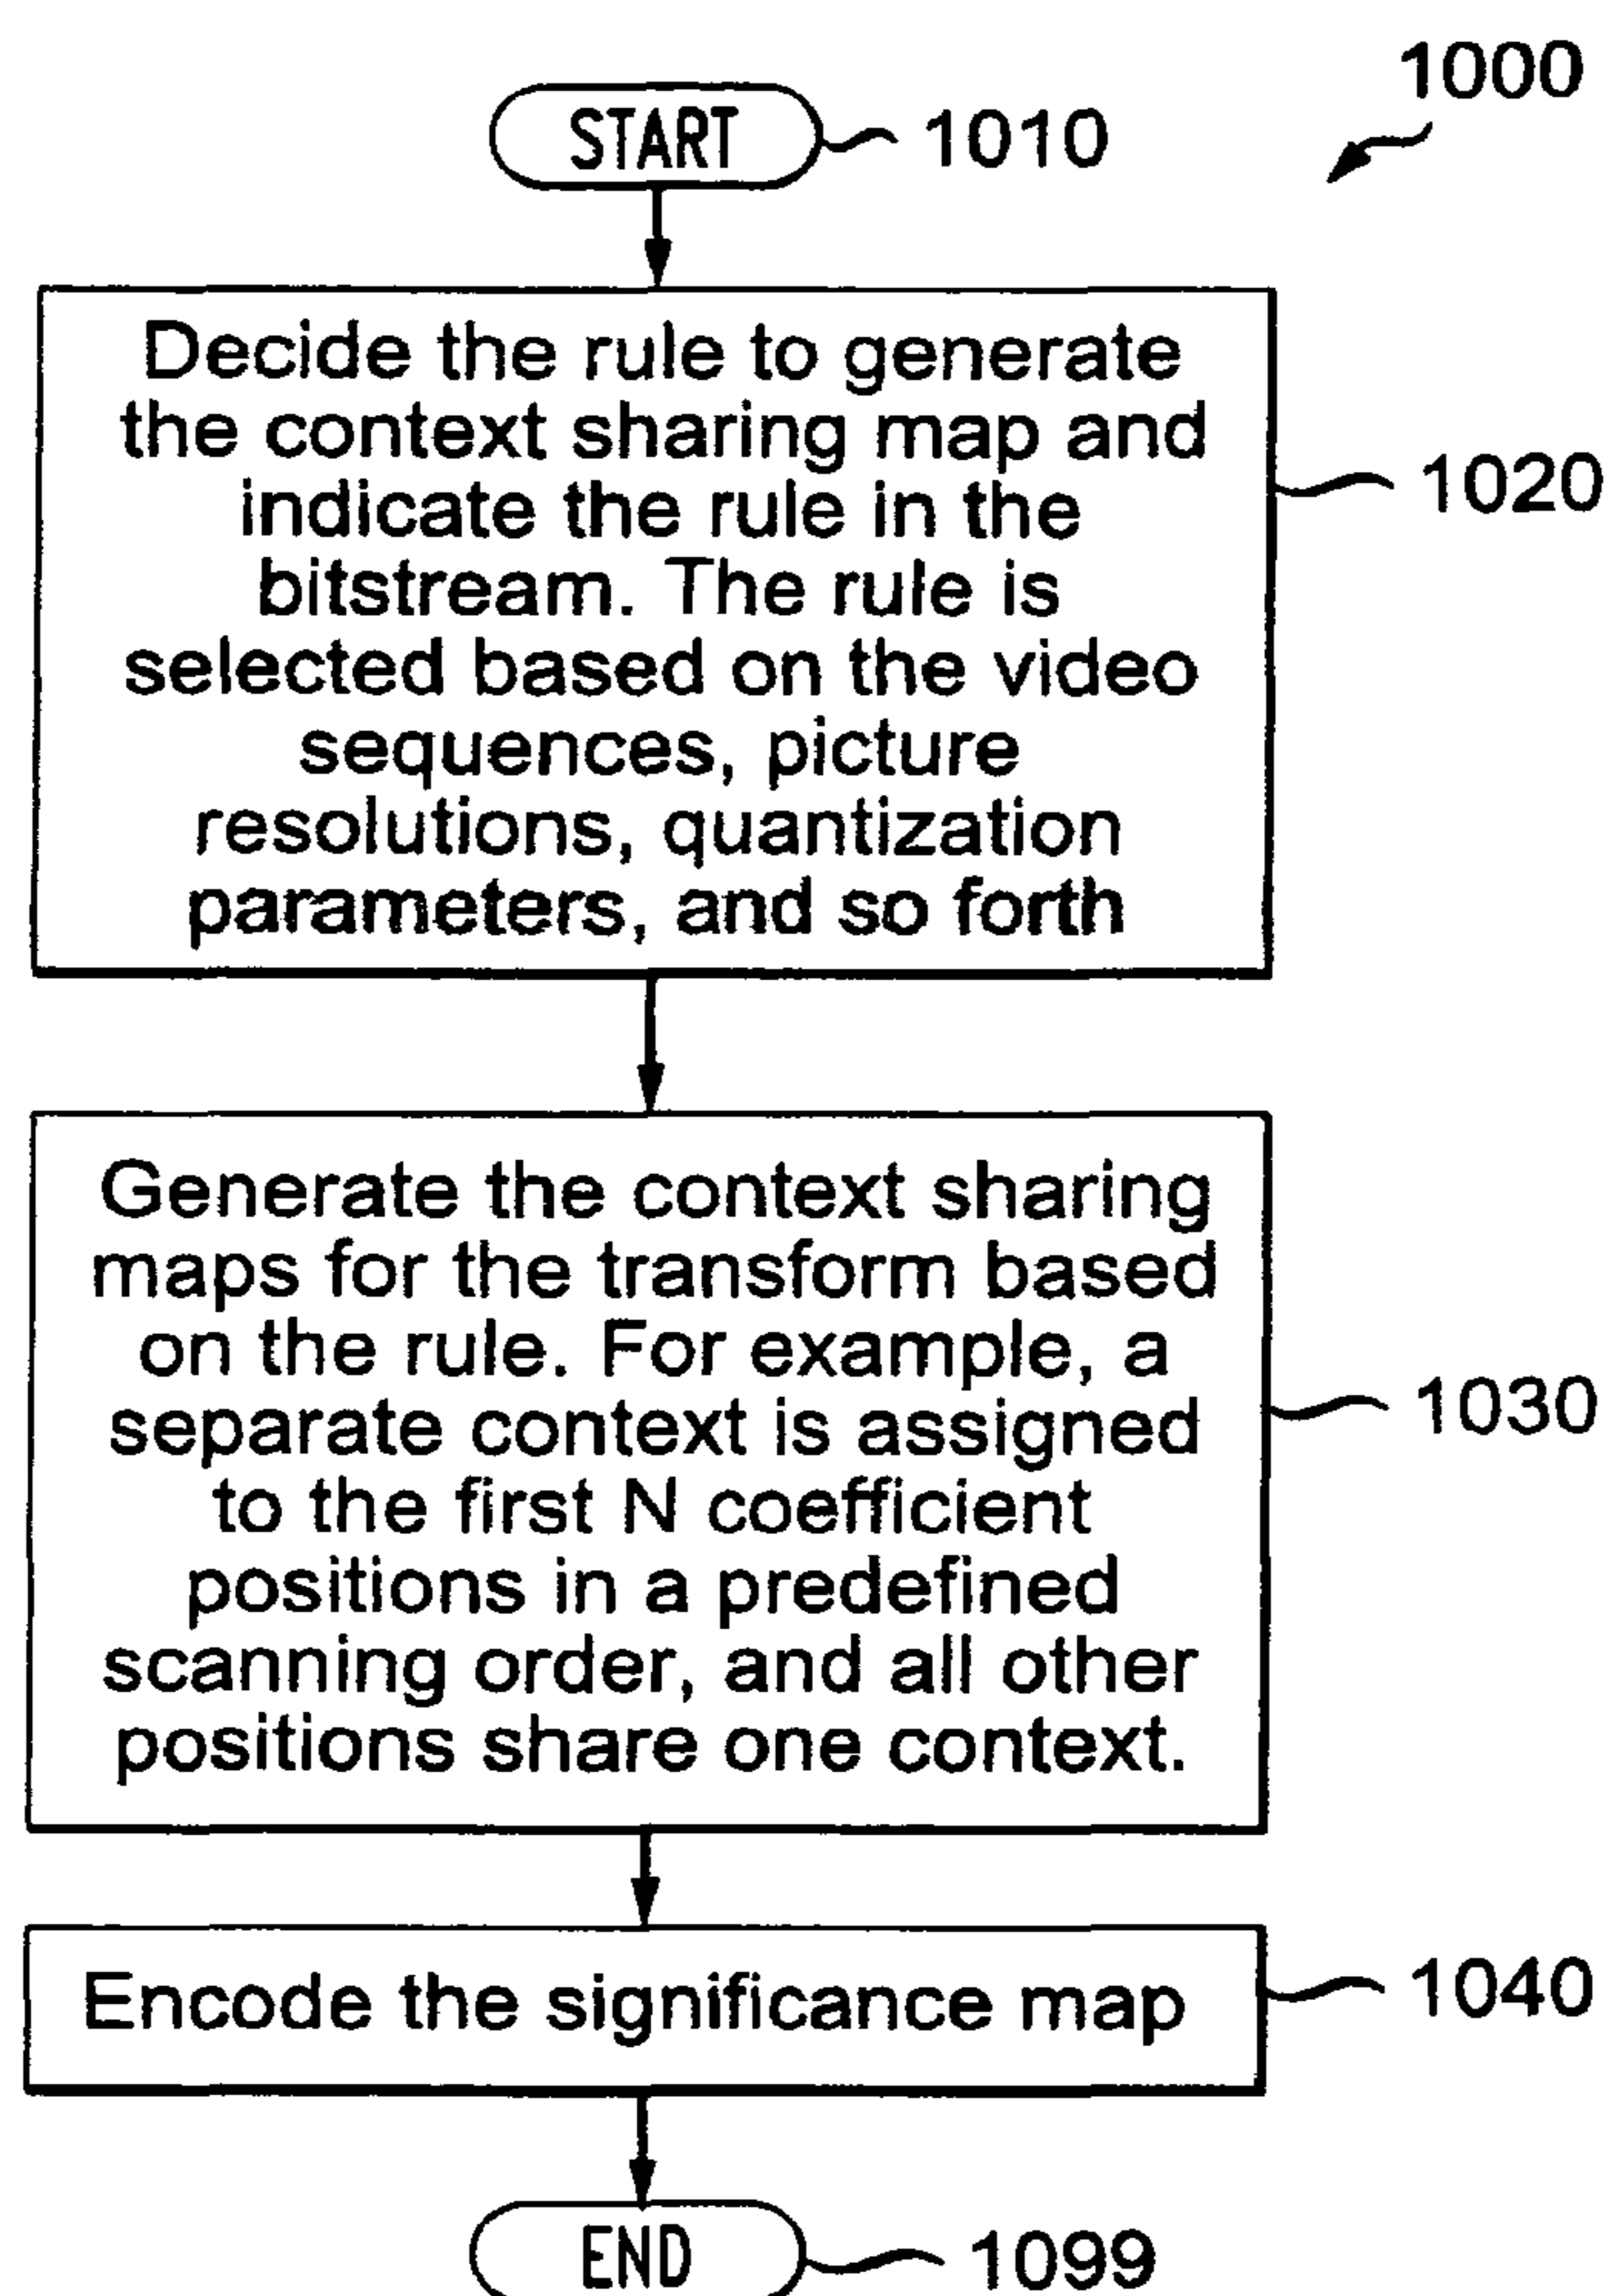 1000
START
1010
Decide the rule to generate
the context sharing map and
indicate the rule in the
bitstream. The rule is
selected based on the video
sequences, picture
resolutions, quantization
parameters, and so forth
1020
Generate the context sharing
maps for the transform based
on the rule. For example, a
separate context is assigned
to the first N coefficient
positions in a predefined
scanning order, and all other
positions share one context.
1030
Encode the significance map
1040
END
1099